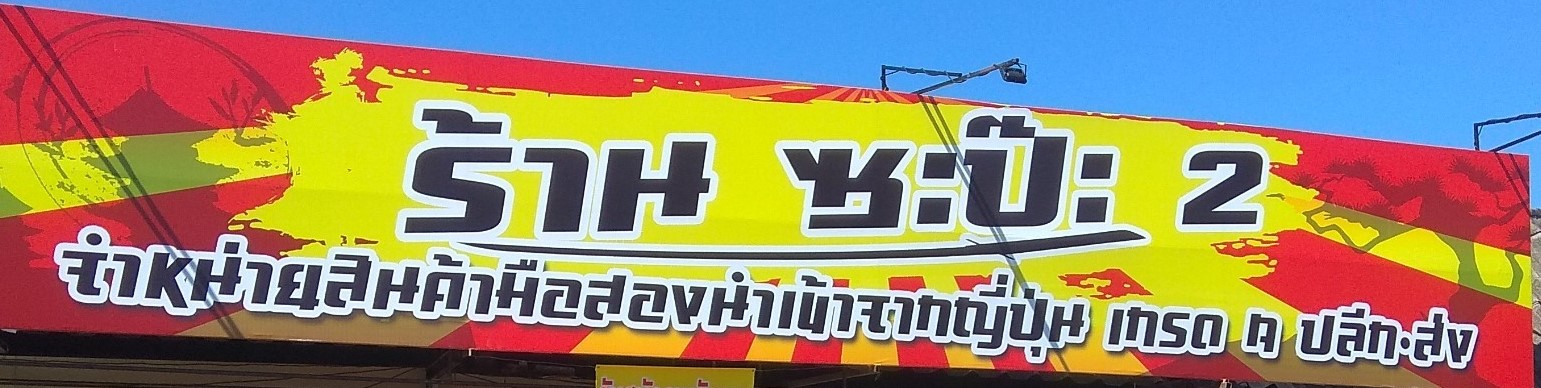 ร้าน ซะป๊ะ 2
จำหน่ายสินค้ามือสองนำเข้าจากญี่ปุ่น เกรด A ปลีก-ส่ง